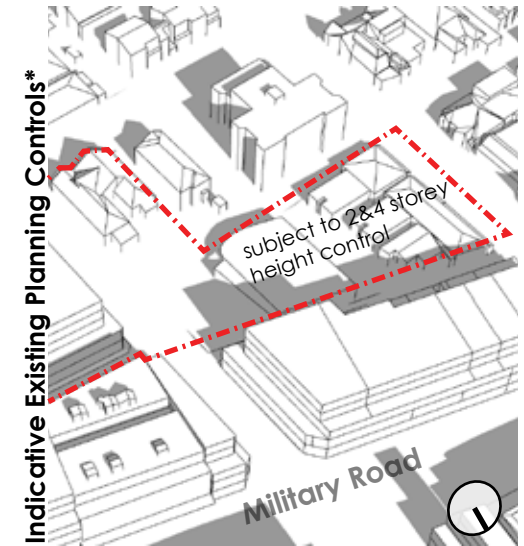 Indicative Existing Planning Controls*
subject to 2&4 storey
height control
Military Road